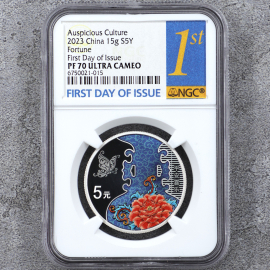 Auspicious Culture
2023 China 15g S5Y
Fortune
First Day of Issue
PF 70 ULTRA CAMEO
6750021-015
1st
NGC
FIRST DAY OF ISSUE
5元